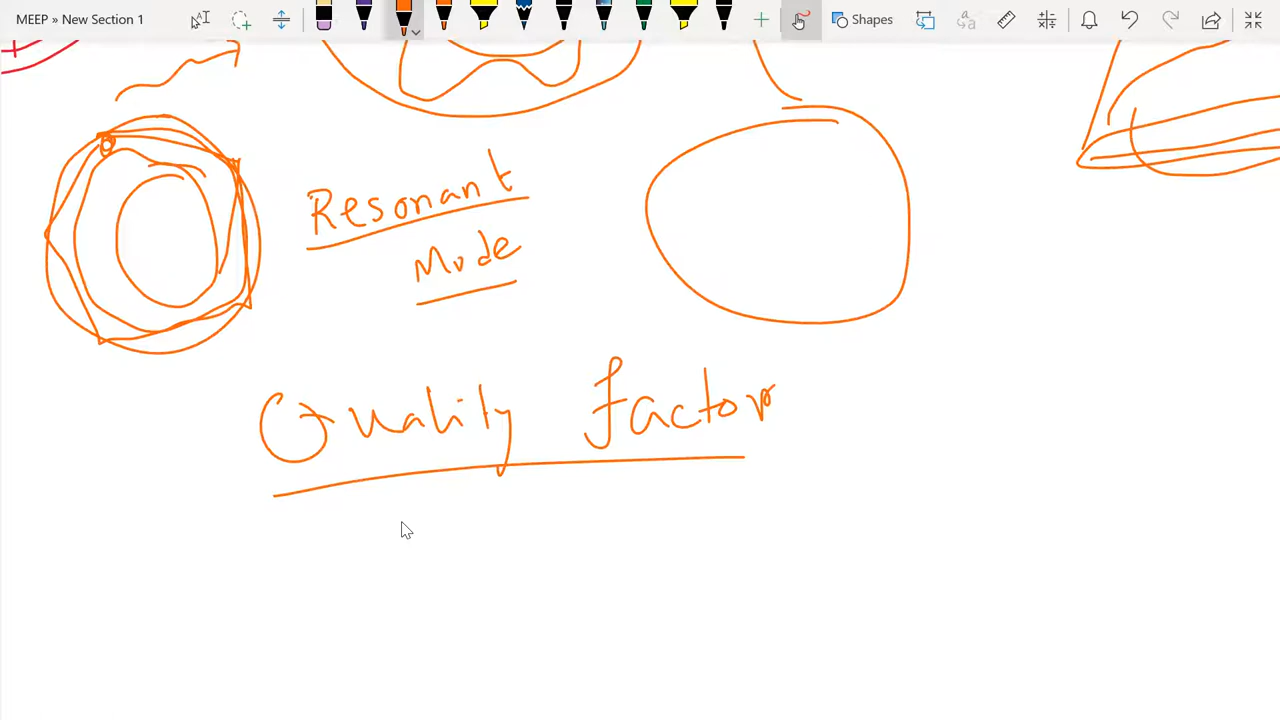 MEEP » New Section 1
Shapes
Resonant
Mode
Quality factor